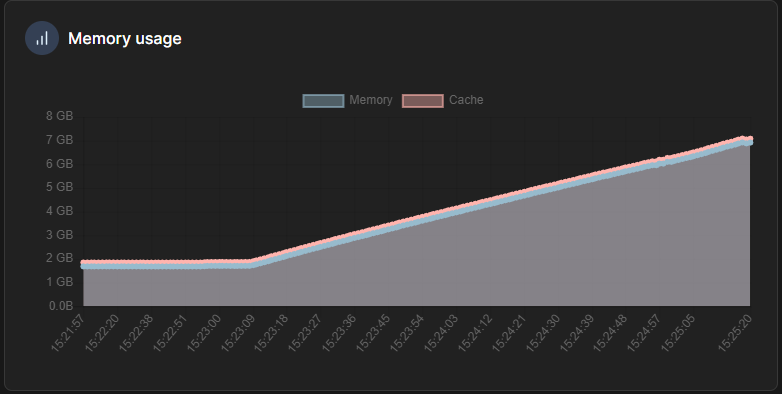 Memory usage
Memory Cache
8 GB
7 GB
6 GB
5 GB
4 GB
3 GB
2 GB
1 GB
0.0B
15:21:57 15:22:20 15:22:38 15:22:51 15:23:00 15:23:09 15:23:18 15:23:27 15:23:36 15:23:45 15:23:54 15:24:03 15:24:12 15:24:21 15:24:30 15:24:39 15:24:48 15:24:57 15:25:05 15:25:20